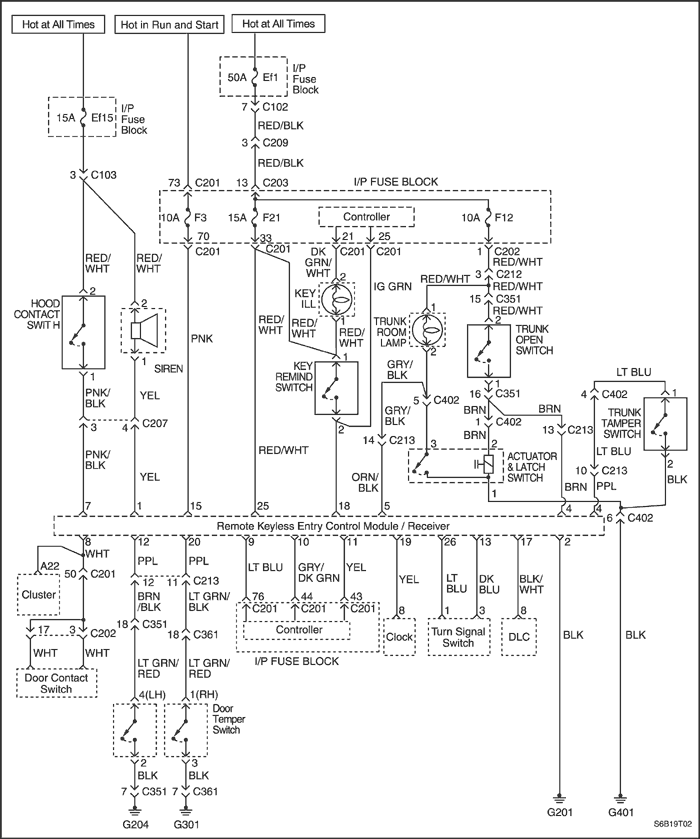 Hot at All Times
Hot in Run and Start
Hot at All Times
50A Ef1
I/P
Fuse
Block
15A Ef15
I/P
Fuse
Block
7 C102
RED/BLK
3 C209
RED/BLK
3 C103
73 C201
13 C203
I/P FUSE BLOCK
10A F3
15A F21
Controller
10A F12
70
C201
33
C201
21
C201
25
C201
1 C202
RED/WHT
3 C212
RED/WHT
15 C351
RED/WHT
RED/
WHT
RED/
WHT
DK
GRN/
WHT
IG GRN
RED/WHT
2
HOOD
CONTACT
SWITCH
1
2
SIREN
1
PNK
RED/
WHT
RED/
WHT
2
KEY
ILL
1
RED/
WHT
1
TRUNK
ROOM
LAMP
2
2
TRUNK
OPEN
SWITCH
1
KEY
REMIND
SWITCH
1
2
GRY/
BLK
16 C351
LT BLU
PNK/
BLK
YEL
3
4 C207
GRY/
BLK
5 C402
BRN
1 C402
BRN
BRN
13 C213
4 C402
1
TRUNK
TAMPER
SWITCH
2
PNK/
BLK
YEL
RED/WHT
14 C213
ORN/
BLK
3
2
ACTUATOR
& LATCH
SWITCH
1
LT BLU
10 C213
BRN
PPL
BLK
7
1
15
25
18
5
4
4
6 C402
Remote Keyless Entry Control Module / Receiver
8
12
20
9
10
11
19
26
13
17
2
WHT
A22
50 C201
Cluster
PPL
PPL
12
11 C213
BRN
/BLK
LT GRN/
BLK
LT BLU
GRY/
DK GRN
YEL
YEL
LT
BLU
DK
BLU
BLK/
WHT
76
C201
44
C201
43
C201
Controller
I/P FUSE BLOCK
8
Clock
1
3
Turn Signal
Switch
8
DLC
BLK
BLK
17
3 C202
WHT
WHT
Door Contact
Switch
18 C351
18 C361
LT GRN/
RED
LT GRN/
RED
4(LH)
1(RH)
Door
Temper
Switch
2
3
BLK
BLK
7 C351
7 C361
G204
G301
G201
G401
S6B19T02